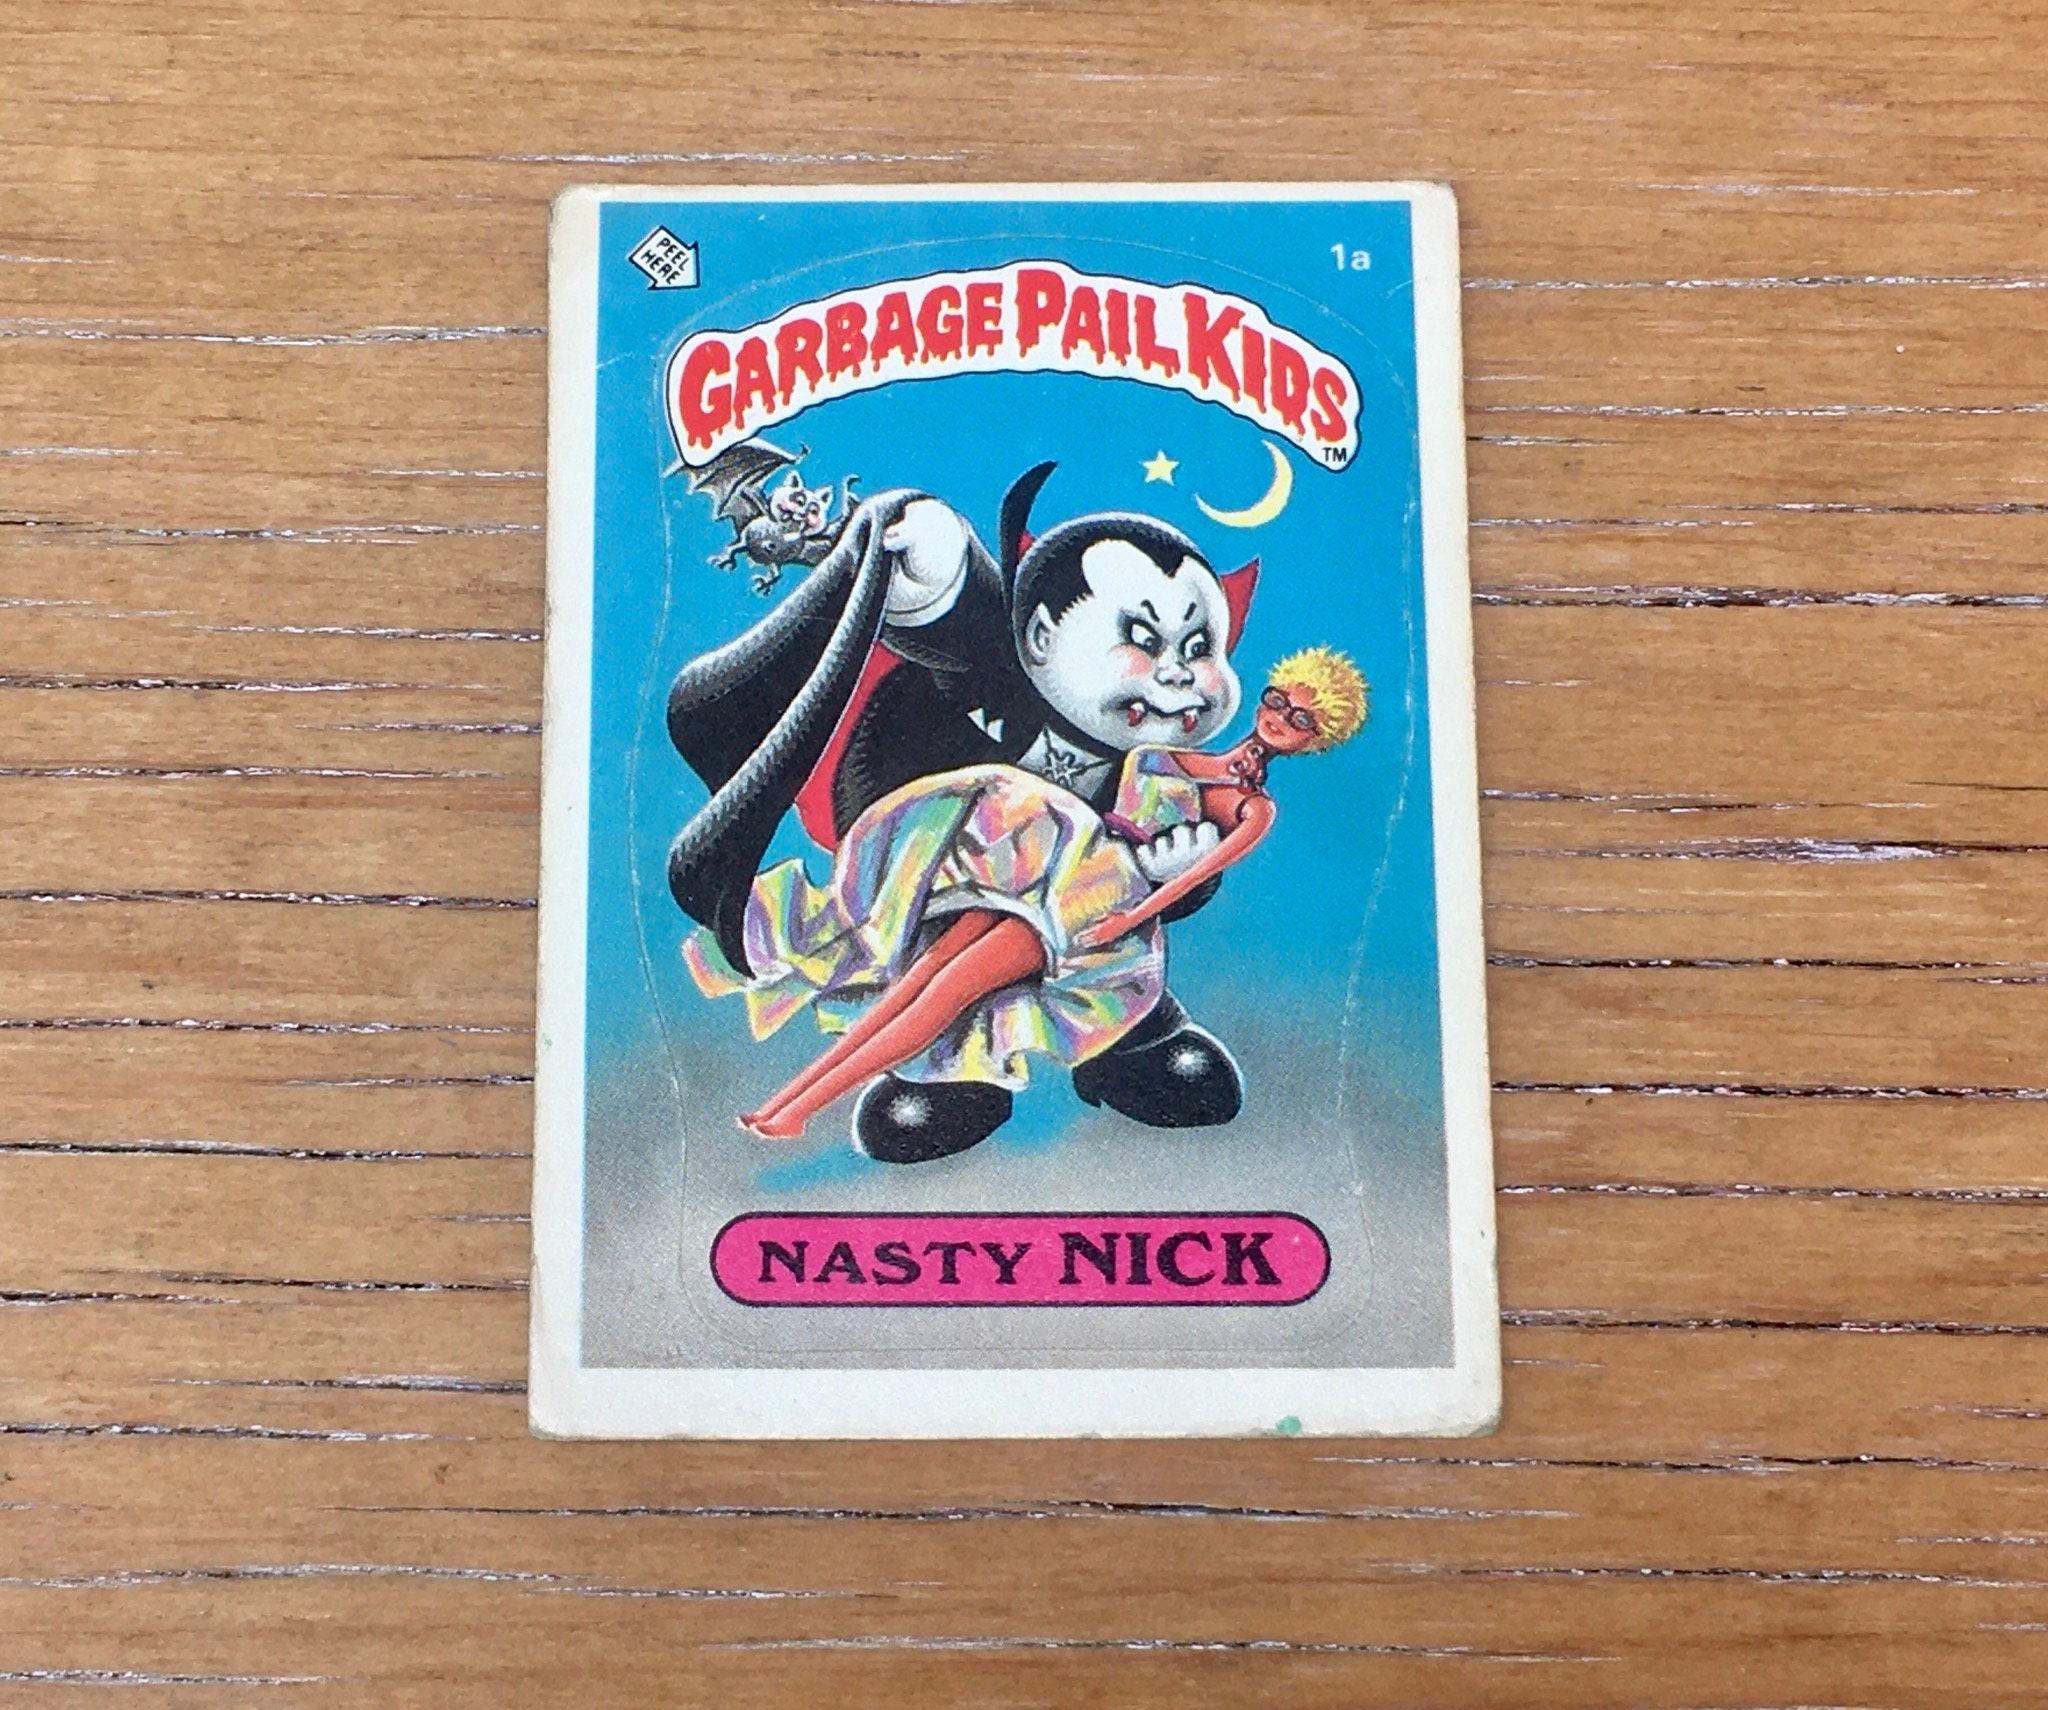 PEEL
HERE
1a
GARBAGE PAIL KIDS
TM
NASTY NICK